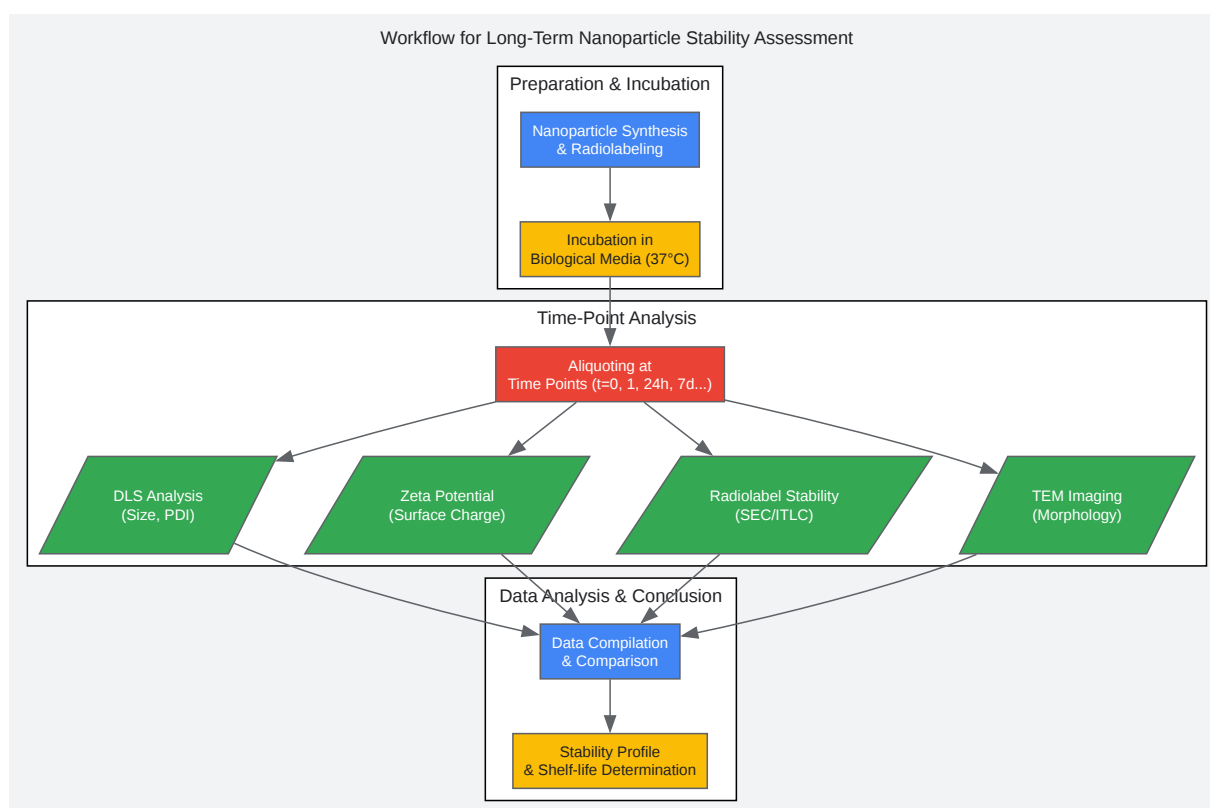 Workflow for Long-Term Nanoparticle Stability Assessment
Preparation & Incubation
Nanoparticle Synthesis
& Radiolabeling
Incubation in
Biological Media (37°C)
Time-Point Analysis
Aliquoting at
Time Points (t=0, 1, 24h, 7d...)
DLS Analysis
(Size, PDI)
Zeta Potential
(Surface Charge)
Radiolabel Stability
(SEC/ITLC)
TEM Imaging
(Morphology)
Data Analysis & Conclusion
Data Compilation
& Comparison
Stability Profile
& Shelf-life Determination